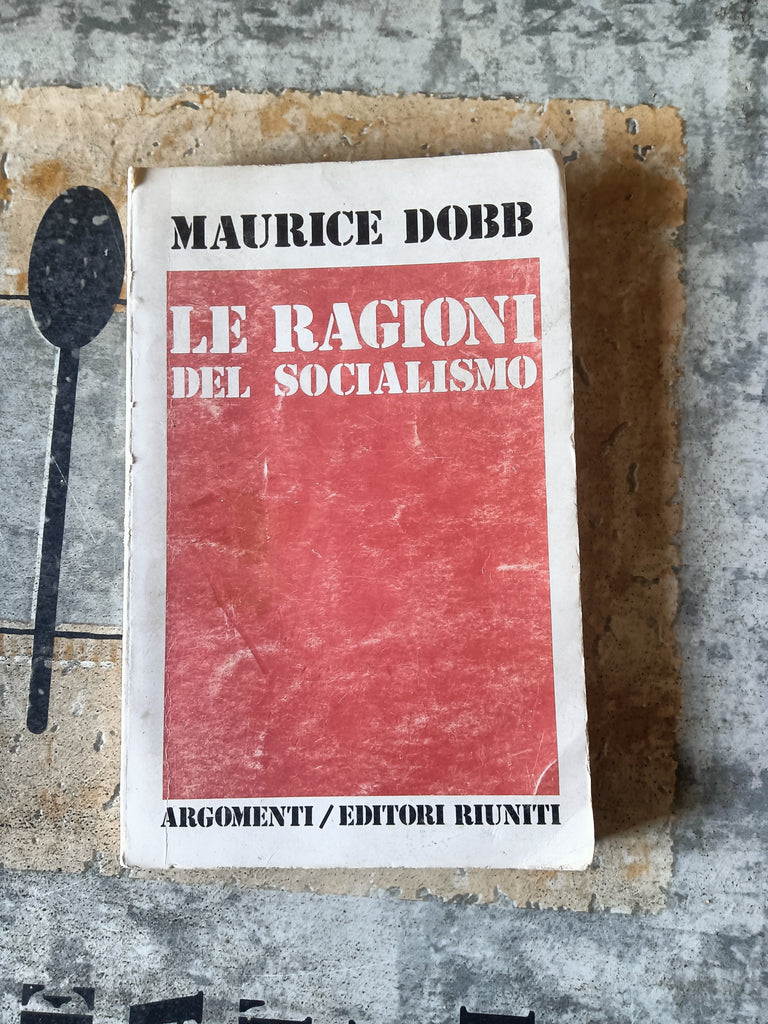 MAURICE DOBB
LE RAGIONI
DEL SOCIALISMO
ARGOMENTI / EDITORI RIUNITI